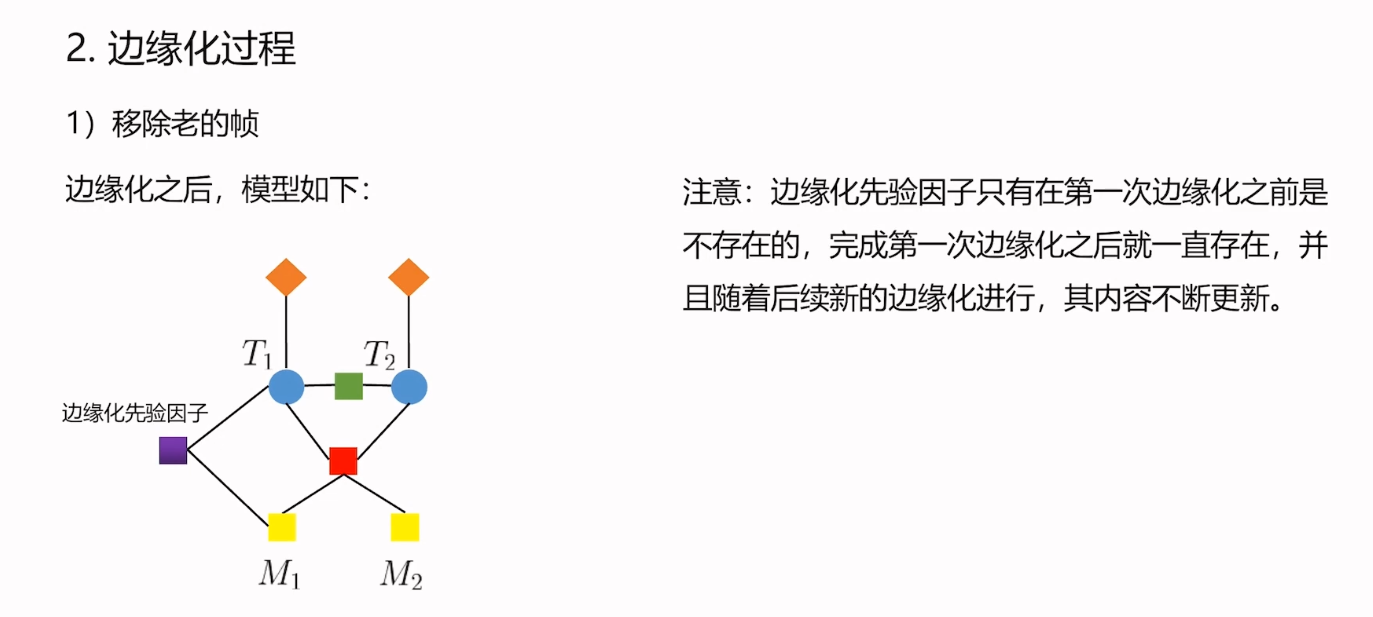 2. 边缘化过程
1）移除老的帧
边缘化之后，模型如下：
注意：边缘化先验因子只有在第一次边缘化之前是
不存在的，完成第一次边缘化之后就一直存在，并
且随着后续新的边缘化进行，其内容不断更新。
T₁
T₂
边缘化先验因子
M₁
M₂